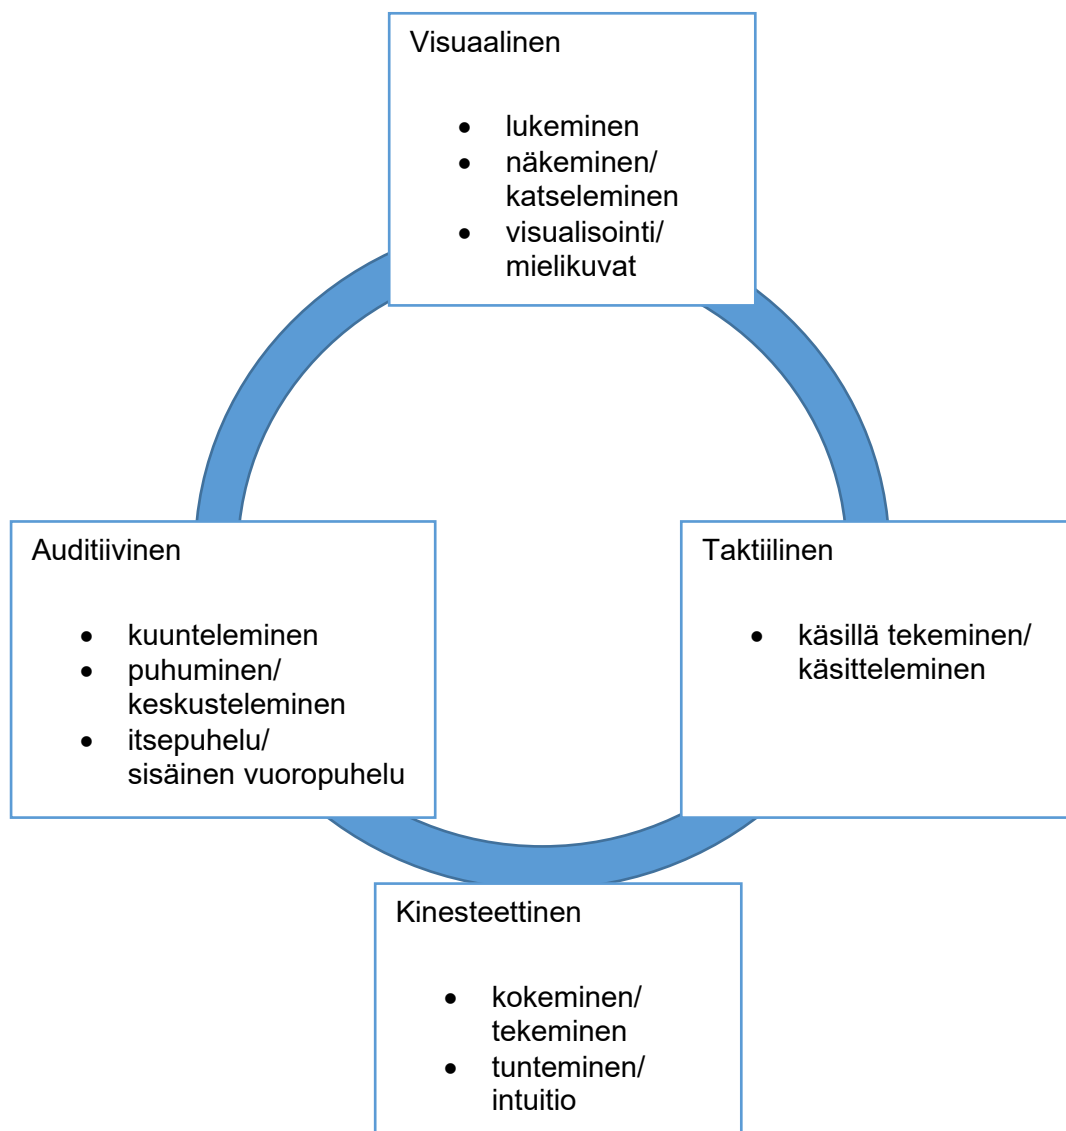 Visuaalinen
• lukeminen
• näkeminen/
katseleminen
• visualisointi/
mielikuvat
Auditiivinen
• kuunteleminen
• puhuminen/
keskusteleminen
• itsepuhelu/
sisäinen vuoropuhelu
Taktiilinen
• käsillä tekeminen/
käsitteleminen
Kinesteettinen
• kokeminen/
tekeminen
• tunteminen/
intuitio